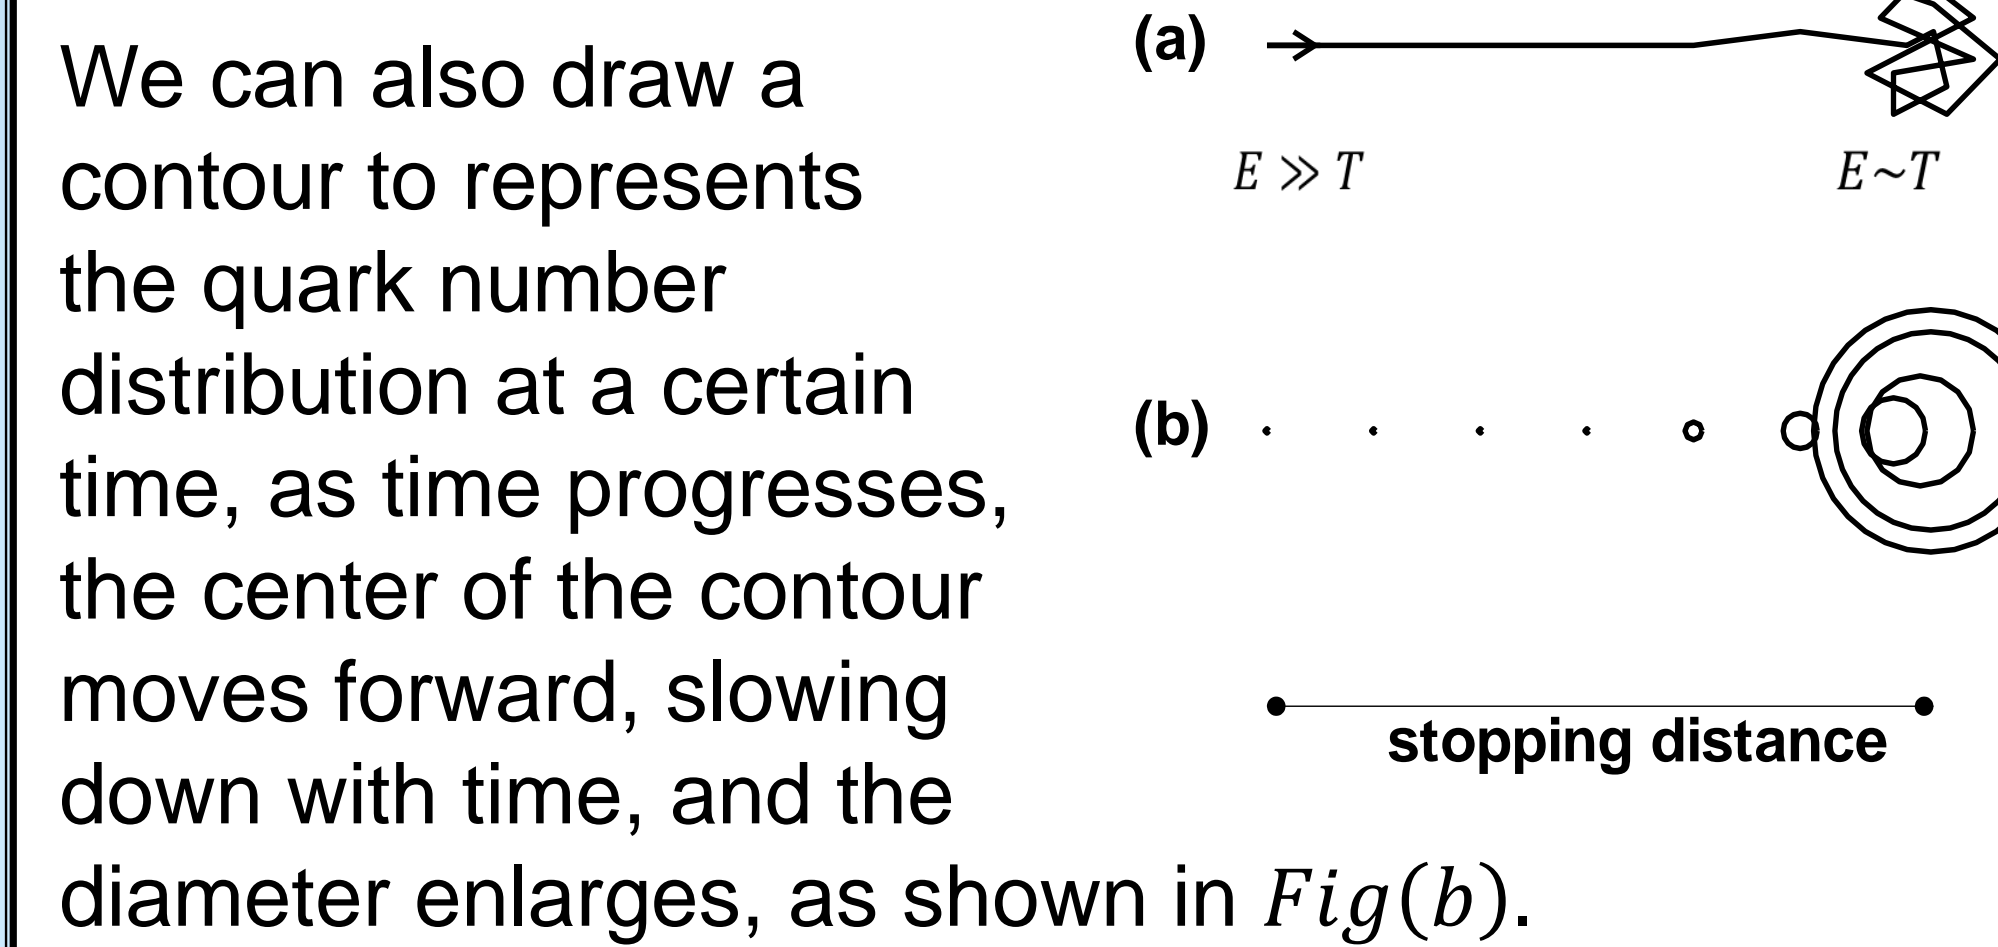 We can also draw a
contour to represents
the quark number
distribution at a certain
time, as time progresses,
the center of the contour
moves forward, slowing
down with time, and the
diameter enlarges, as shown in Fig(b).
(a)
E ≫ T
E~T
(b)
stopping distance